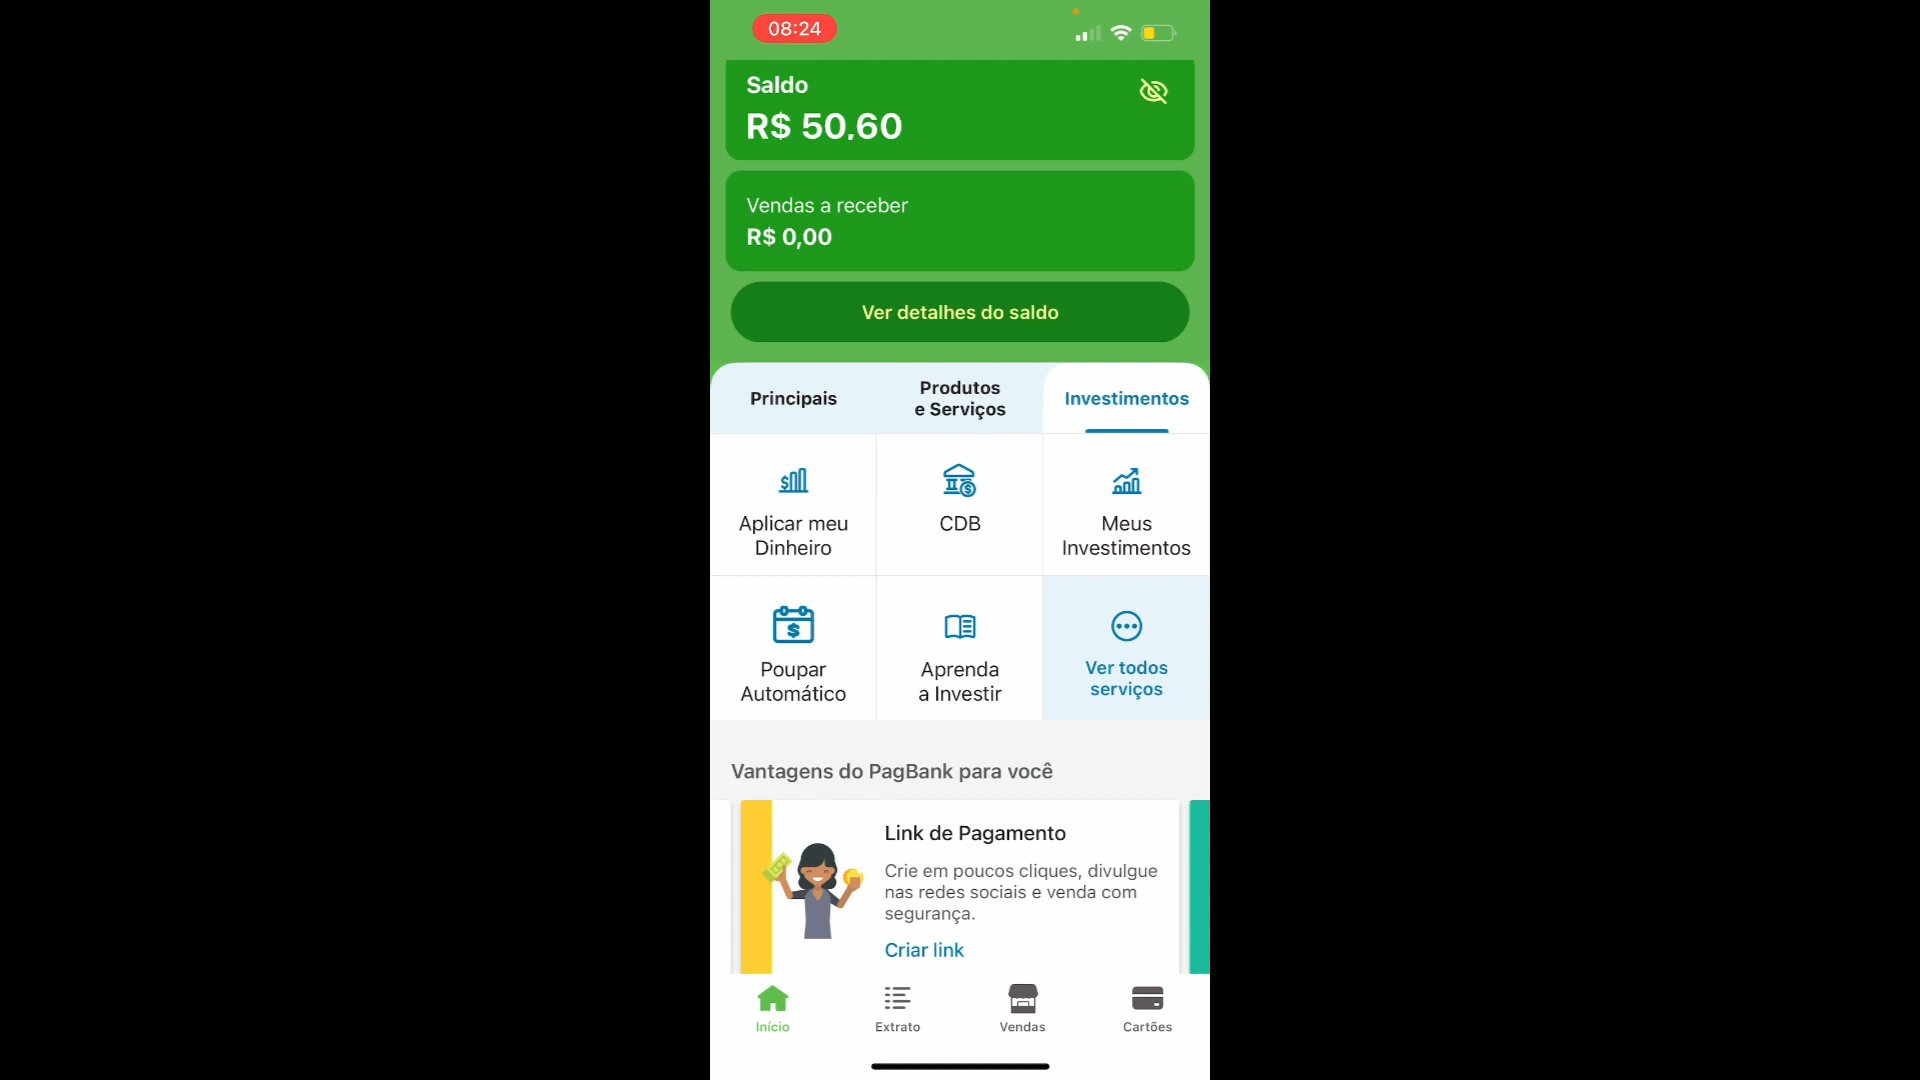 08:24
Saldo
R$ 50,60
Vendas a receber
R$ 0,00
Ver detalhes do saldo
Principais
Produtos
e Serviços
Investimentos
Aplicar meu
Dinheiro
CDB
Meus
Investimentos
Poupar
Automático
Aprenda
a Investir
Ver todos
serviços
Vantagens do PagBank para você
Link de Pagamento
Crie em poucos cliques, divulgue
nas redes sociais e venda com
segurança.
Criar link
Início
Extrato
Vendas
Cartões